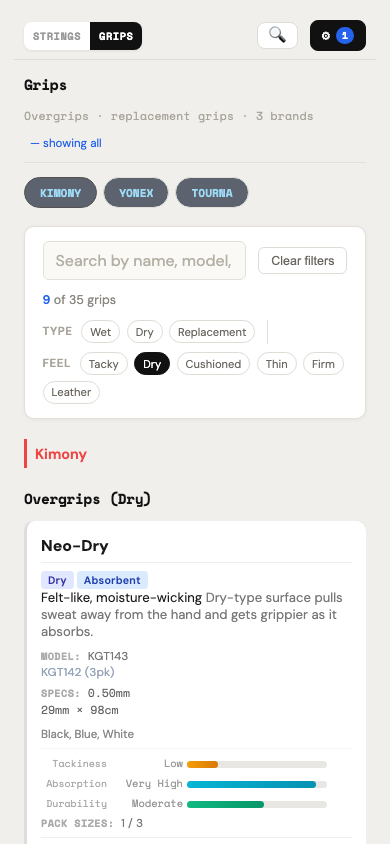 STRINGS GRIPS 1
Grips
Overgrips · replacement grips · 3 brands
— showing all
KIMONY YONEX TOURNA
Search by name, model, Clear filters
9 of 35 grips
TYPE Wet Dry Replacement
FEEL Tacky Dry Cushioned Thin Firm
Leather
Kimony
Overgrips (Dry)
Neo-Dry
Dry Absorbent
Felt-like, moisture-wicking Dry-type surface pulls
sweat away from the hand and gets grippier as it
absorbs.
MODEL: KGT143
KGT142 (3pk)
SPECS: 0.50mm
29mm × 98cm
Black, Blue, White
Tackiness Low
Absorption Very High
Durability Moderate
PACK SIZES: 1 / 3